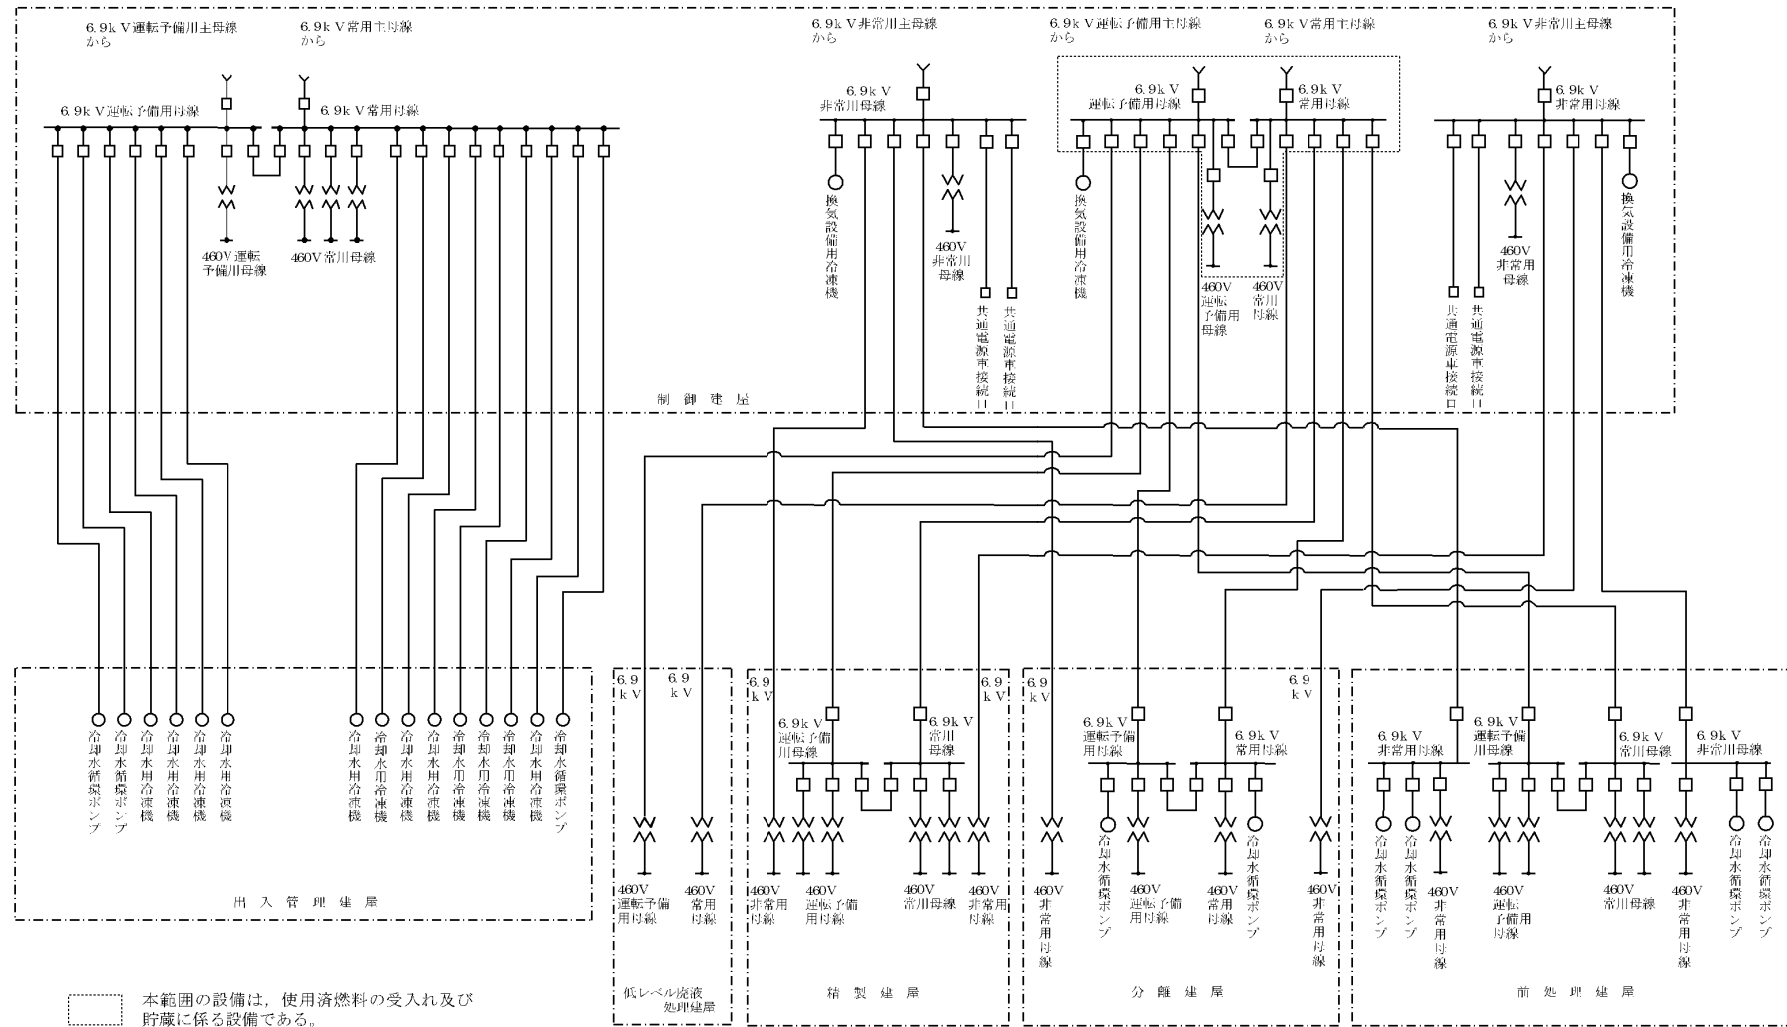 6.9kV運転予備用主母線
から
6.9kV常用主母線
から
6.9kV非常用主母線
から
6.9kV運転予備用主母線
から
6.9kV常用主母線
から
6.9kV非常用主母線
から
6.9kV運転予備用母線
6.9kV常用母線
6.9kV
非常用母線
6.9kV
運転予備用母線
6.9kV
常用母線
6.9kV
非常用母線
460V運転
予備用母線
460V常用母線
換気設備用冷凍機
460V
非常用
母線
共通電源車接続口
共通電源車接続口
換気設備用冷凍機
460V
運転
予備用
母線
460V
常用
母線
共通電源車接続口
共通電源車接続口
460V
非常用
母線
換気設備用冷凍機
制御建屋
冷却水循環ポンプ
冷却水循環ポンプ
冷却水用冷凍機
冷却水用冷凍機
冷却水用冷凍機
冷却水用冷凍機
冷却水用冷凍機
冷却水用冷凍機
冷却水用冷凍機
冷却水用冷凍機
冷却水用冷凍機
冷却水用冷凍機
冷却水用冷凍機
冷却水用冷凍機
冷却水循環ポンプ
出入管理建屋
6.9
kV
6.9
kV
460V
運転予備
用母線
460V
常用
母線
低レベル廃液
処理建屋
6.9
kV
6.9kV
運転予備
用母線
6.9kV
常用
母線
6.9
kV
460V
非常用
母線
460V
運転予備
用母線
460V
常用母線
460V
非常用
母線
精製建屋
6.9
kV
6.9kV
運転予備
用母線
6.9kV
常用母線
6.9
kV
460V
非常用母線
冷却水循環ポンプ
460V
運転予備
用母線
460V
常用
母線
冷却水循環ポンプ
460V
非常用母線
分離建屋
6.9kV
非常用母線
6.9kV
運転予備
用母線
6.9kV
常用母線
6.9kV
非常用母線
冷却水循環ポンプ
冷却水循環ポンプ
460V
非常用母線
460V
運転
予備用
母線
460V
常用母線
460V
非常用母線
冷却水循環ポンプ
冷却水循環ポンプ
前処理建屋
本範囲の設備は，使用済燃料の受入れ及び
貯蔵に係る設備である。